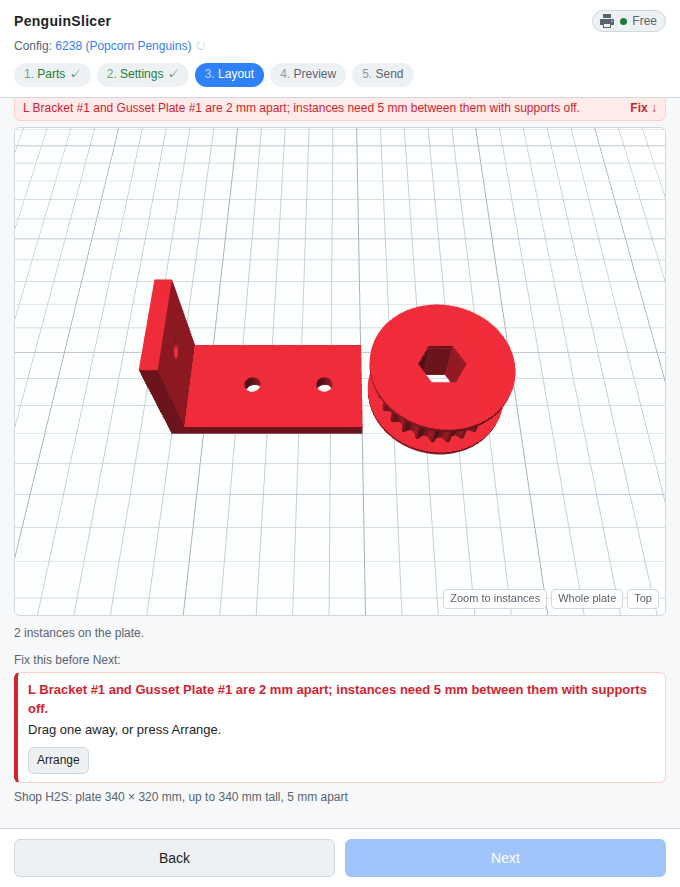 PenguinSlicer
Free
Config: 6238 (Popcorn Penguins)
1. Parts ✓
2. Settings ✓
3. Layout
4. Preview
5. Send
L Bracket #1 and Gusset Plate #1 are 2 mm apart; instances need 5 mm between them with supports off.
Fix ↓
Zoom to instances
Whole plate
Top
2 instances on the plate.
Fix this before Next:
L Bracket #1 and Gusset Plate #1 are 2 mm apart; instances need 5 mm between them with supports
off.
Drag one away, or press Arrange.
Arrange
Shop H2S: plate 340 × 320 mm, up to 340 mm tall, 5 mm apart
Back
Next